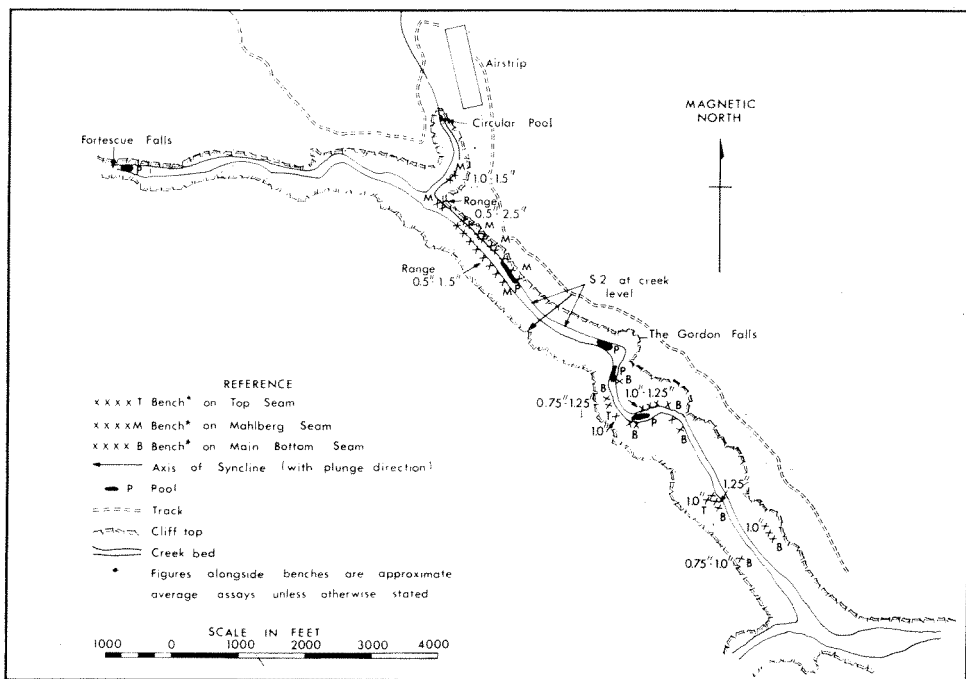 Airstrip
MAGNETIC
NORTH
Circular Pool
Fortescue Falls
P
M
1.0"-1.5"
M
Range
0.5"-2.5"
M
M
M
Range
0.5"-1.5"
P
M
S2 at creek
level
The Gordon Falls
P
P
B
B
1.0"-1.25"
B
0.75"-1.25"
T
1.0"
B
P
B
REFERENCE
x x x x T Bench* on Top Seam
x x x x M Bench* on Mahlberg Seam
x x x x B Bench* on Main Bottom Seam
Axis of Syncline (with plunge direction)
P Pool
Track
Cliff top
Creek bed
* Figures alongside benches are approximate
average assays unless otherwise stated
1.25
1.0"
T
B
1.0"
B
0.75"-1.0"
B
SCALE IN FEET
1000 0 1000 2000 3000 4000